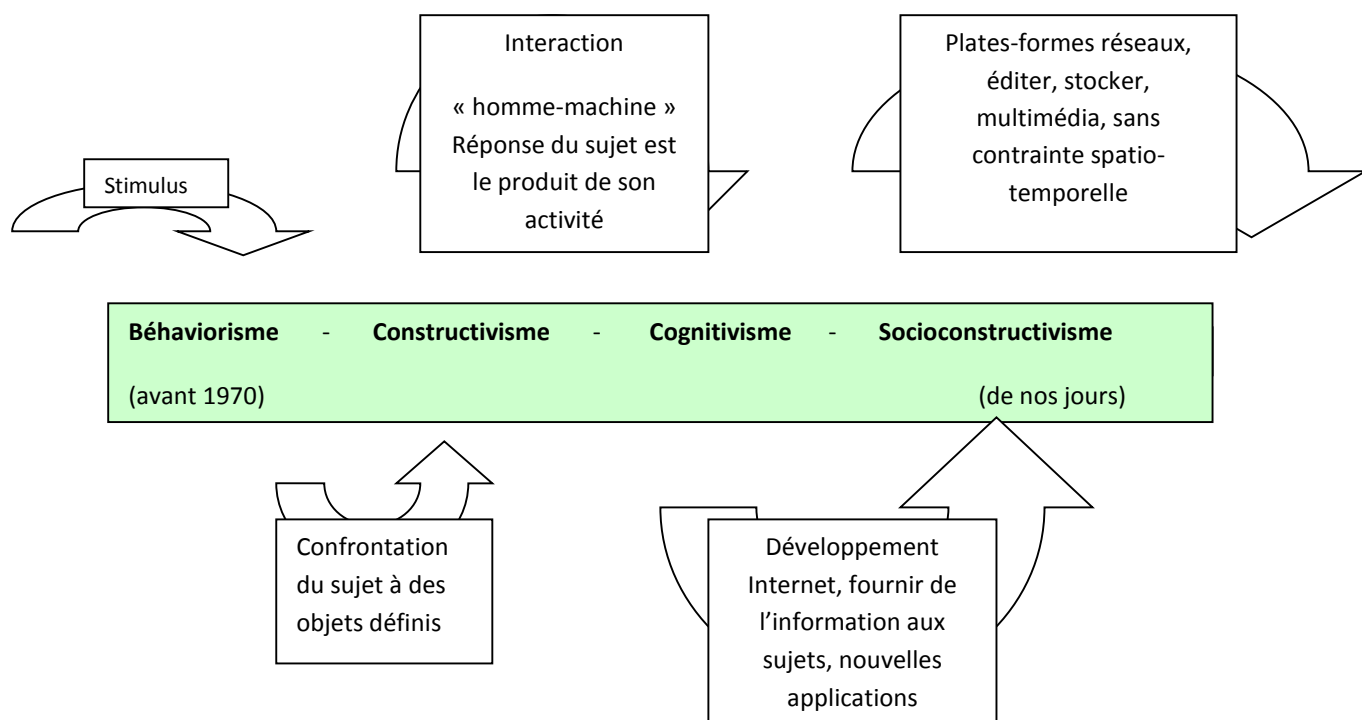 Interaction
« homme-machine »
Réponse du sujet est
le produit de son
activité
Plates-formes réseaux,
éditer, stocker,
multimédia, sans
contrainte spatio-
temporelle
Stimulus
Béhaviorisme - Constructivisme - Cognitivisme - Socioconstructivisme
(avant 1970) (de nos jours)
Confrontation
du sujet à des
objets définis
Développement
Internet, fournir de
l’information aux
sujets, nouvelles
applications